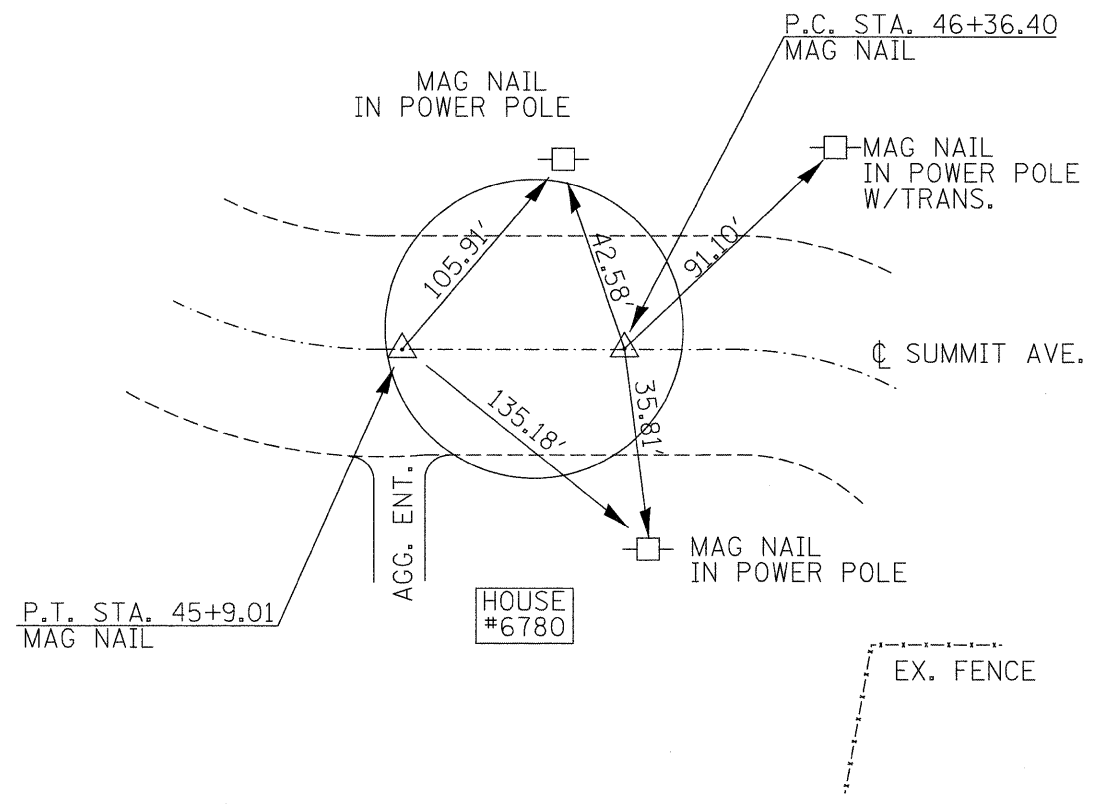 P.C. STA. 46+36.40
MAG NAIL
MAG NAIL
IN POWER POLE
MAG NAIL
IN POWER POLE
W/TRANS.
105.91'
42.58'
91.10'
℄ SUMMIT AVE.
135.18'
35.81'
AGG. ENT.
MAG NAIL
IN POWER POLE
P.T. STA. 45+9.01
MAG NAIL
HOUSE
#6780
EX. FENCE